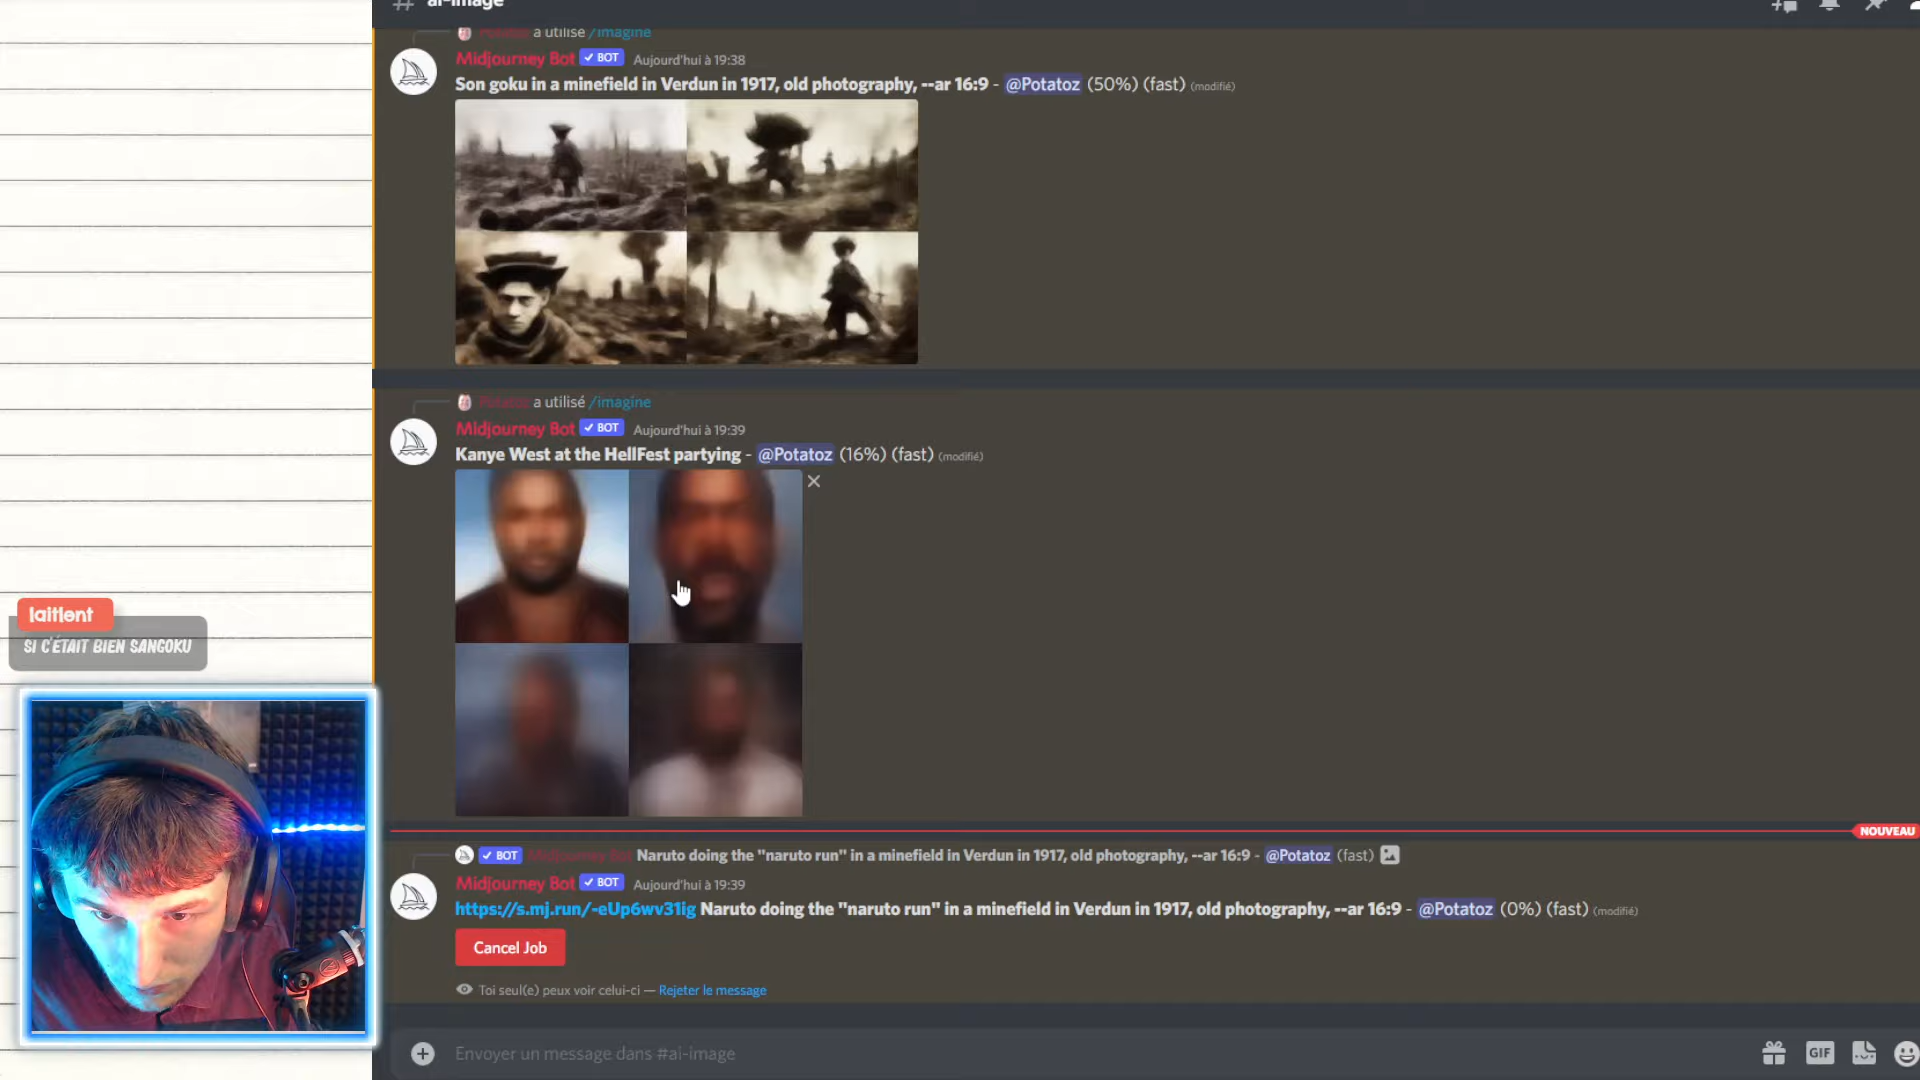 ai-image
Potatoz a utilisé /imagine
Midjourney Bot ✓ BOT Aujourd'hui à 19:38
Son goku in a minefield in Verdun in 1917, old photography, --ar 16:9 - @Potatoz (50%) (fast) (modifié)
Potatoz a utilisé /imagine
Midjourney Bot ✓ BOT Aujourd'hui à 19:39
Kanye West at the HellFest partying - @Potatoz (16%) (fast) (modifié)
laitlent
SI C'ÉTAIT BIEN SANGOKU
NOUVEAU
✓ BOT Midjourney Bot Naruto doing the "naruto run" in a minefield in Verdun in 1917, old photography, --ar 16:9 - @Potatoz (fast)
Midjourney Bot ✓ BOT Aujourd'hui à 19:39
https://s.mj.run/-eUp6wv31ig Naruto doing the "naruto run" in a minefield in Verdun in 1917, old photography, --ar 16:9 - @Potatoz (0%) (fast) (modifié)
Cancel Job
Toi seul(e) peux voir celui-ci — Rejeter le message
Envoyer un message dans #ai-image
GIF